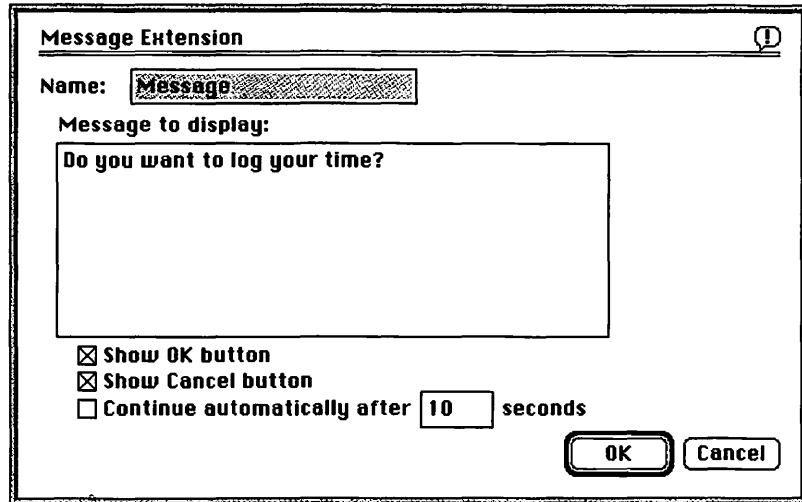 Message Extension
Name: Message
Message to display:
Do you want to log your time?
Show OK button
Show Cancel button
Continue automatically after 10 seconds
OK Cancel